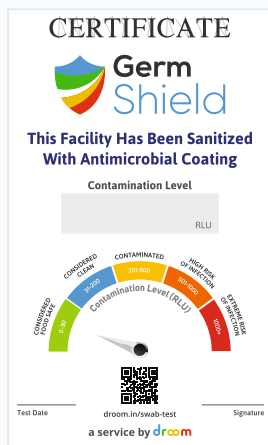 CERTIFICATE
Germ
Shield
This Facility Has Been Sanitized
With Antimicrobial Coating
Contamination Level
RLU
CONSIDERED
FOOD SAFE
0-30
CONSIDERED
CLEAN
31-200
CONTAMINATED
201-500
HIGH RISK
OF INFECTION
501-1000
EXTREME RISK
OF INFECTION
1000+
Contamination Level (RLU)
Test Date
droom.in/swab-test
Signature
a service by droom